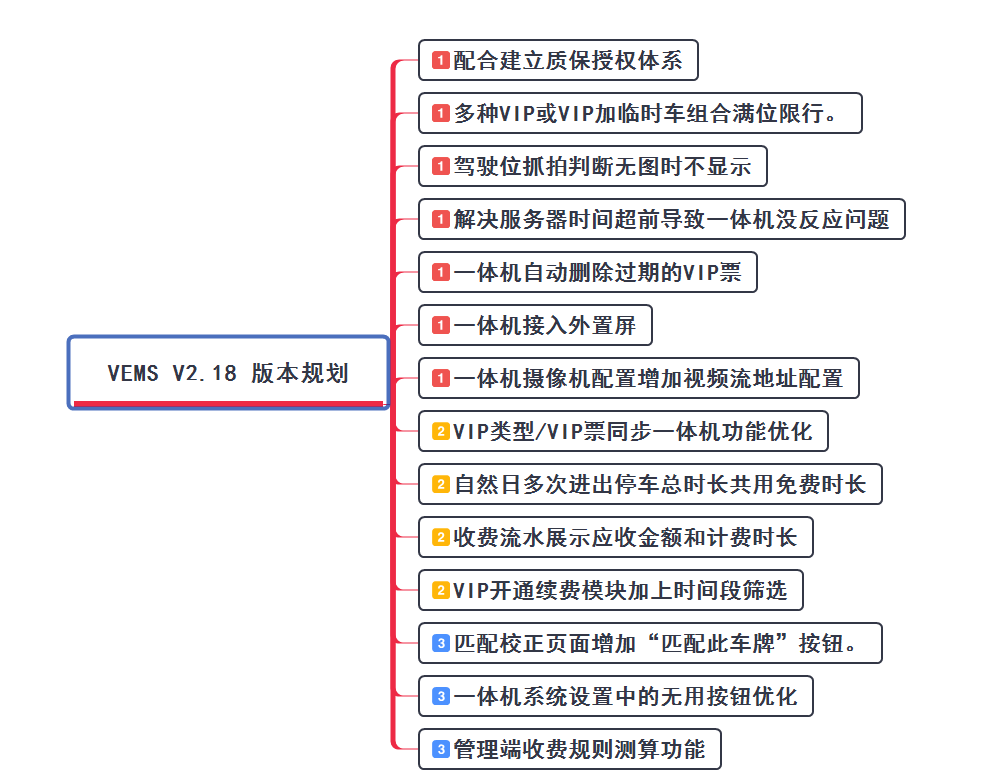 1 配合建立质保授权体系
1 多种VIP或VIP加临时车组合满位限行。
1 驾驶位抓拍判断无图时不显示
1 解决服务器时间超前导致一体机没反应问题
1 一体机自动删除过期的VIP票
1 一体机接入外置屏
VEMS V2.18 版本规划
1 一体机摄像机配置增加视频流地址配置
2 VIP类型/VIP票同步一体机功能优化
2 自然日多次进出停车总时长共用免费时长
2 收费流水展示应收金额和计费时长
2 VIP开通续费模块加上时间段筛选
3 匹配校正页面增加“匹配此车牌”按钮。
3 一体机系统设置中的无用按钮优化
3 管理端收费规则测算功能